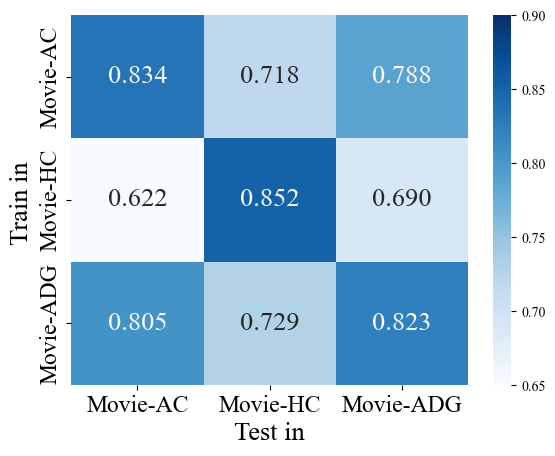 Train in
Movie-AC
Movie-HC
Movie-ADG
0.834 0.718 0.788
0.622 0.852 0.690
0.805 0.729 0.823
Movie-AC Movie-HC Movie-ADG
Test in
0.90
0.85
0.80
0.75
0.70
0.65